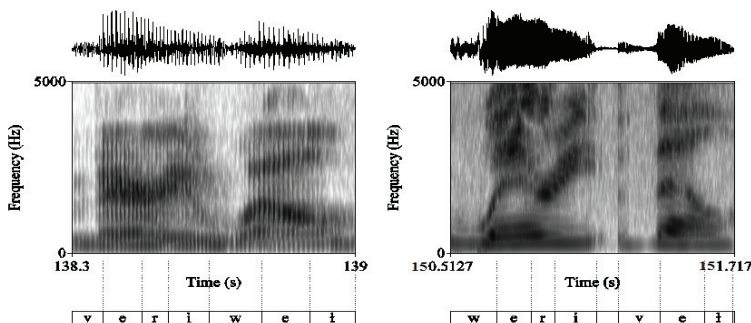 5000
Frequency (Hz)
0
138.3
139
Time (s)
v e r i w e ɫ
5000
Frequency (Hz)
0
150.5127
151.717
Time (s)
w e r i v e ɫ